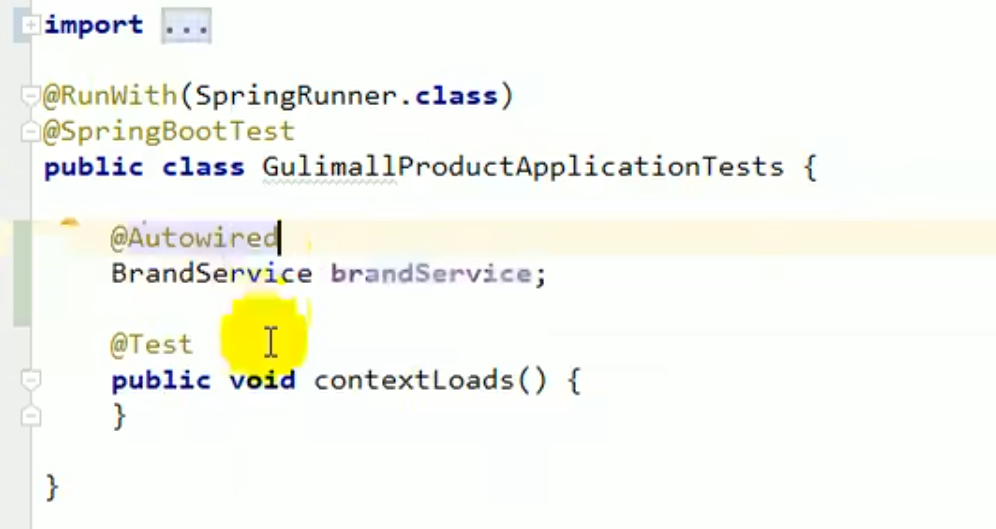 import ...
@RunWith(SpringRunner.class)
@SpringBootTest
public class GulimallProductApplicationTests {
@Autowired
BrandService brandService;
@Test
public void contextLoads() {
}
}